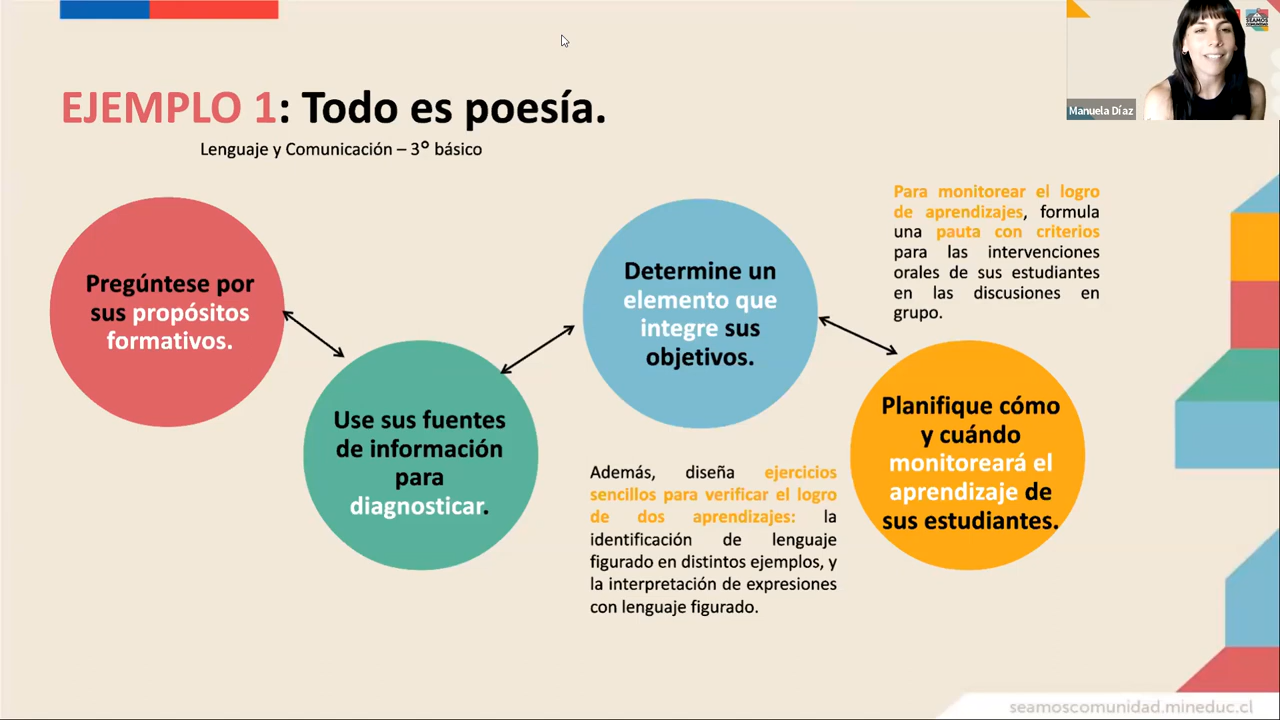 EJEMPLO 1: Todo es poesía.
Lenguaje y Comunicación – 3° básico
Pregúntese por
sus propósitos
formativos.
Use sus fuentes
de información
para
diagnosticar.
Determine un
elemento que
integre sus
objetivos.
Además, diseña ejercicios
sencillos para verificar el logro
de dos aprendizajes: la
identificación de lenguaje
figurado en distintos ejemplos, y
la interpretación de expresiones
con lenguaje figurado.
Para monitorear el logro
de aprendizajes, formula
una pauta con criterios
para las intervenciones
orales de sus estudiantes
en las discusiones en
grupo.
Planifique cómo
y cuándo
monitoreará el
aprendizaje de
sus estudiantes.
Manuela Díaz
SEAMOS
COMUNIDAD
seamoscomunidad.mineduc.cl